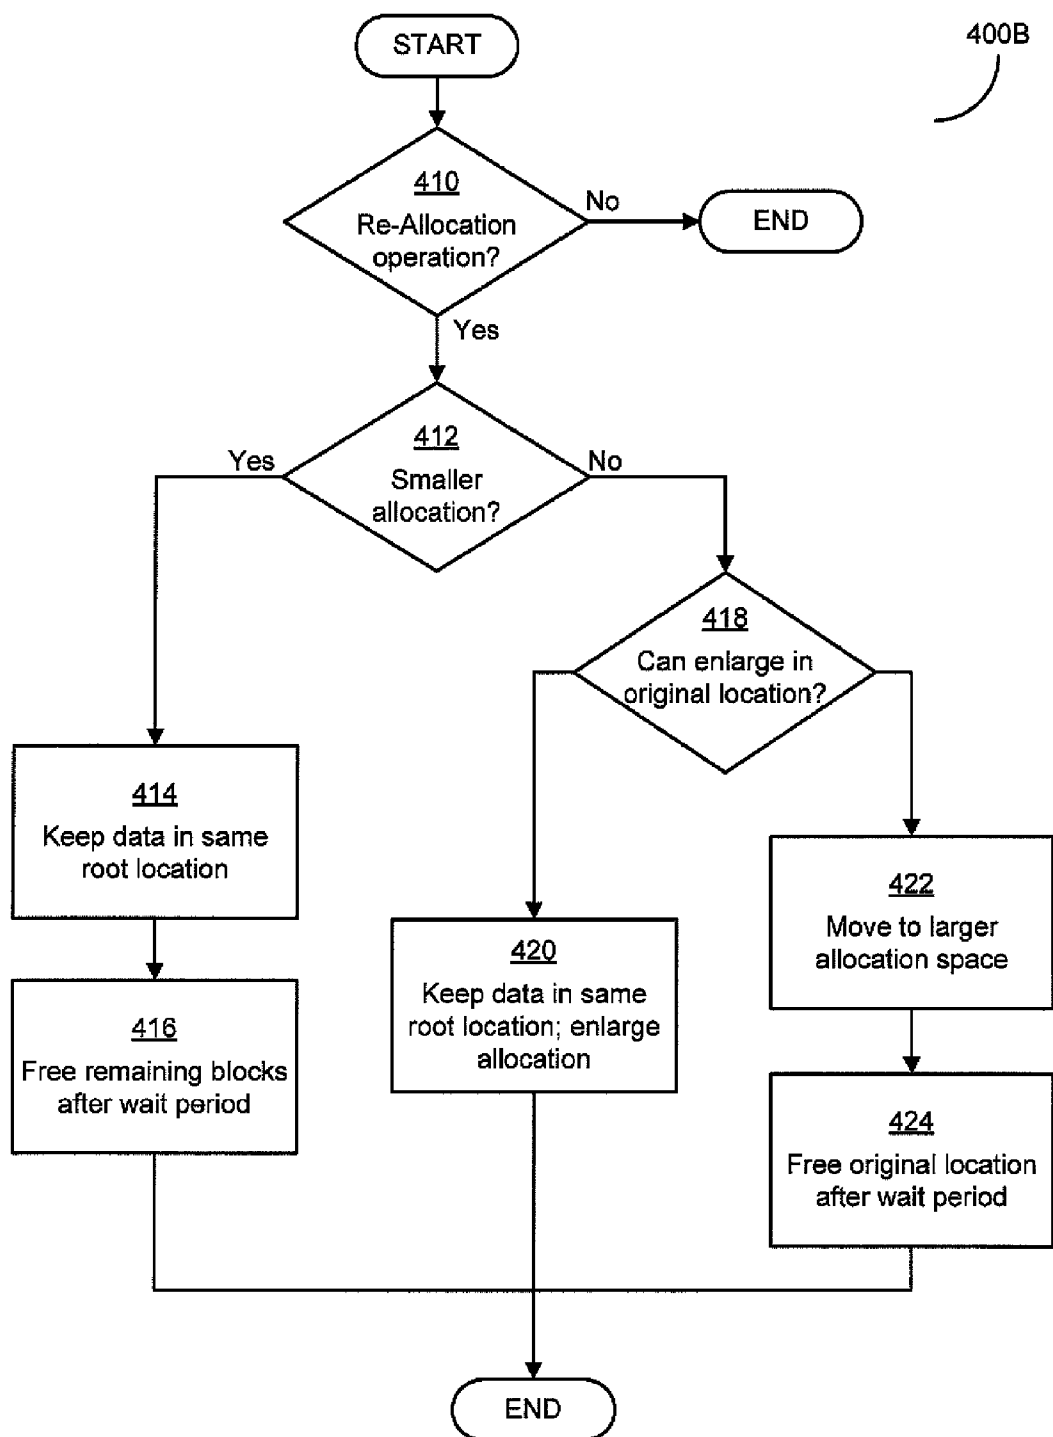 START
400B
410
Re-Allocation
operation?
No
END
Yes
412
Smaller
allocation?
Yes
No
418
Can enlarge in
original location?
414
Keep data in same
root location
416
Free remaining blocks
after wait period
420
Keep data in same
root location; enlarge
allocation
422
Move to larger
allocation space
424
Free original location
after wait period
END